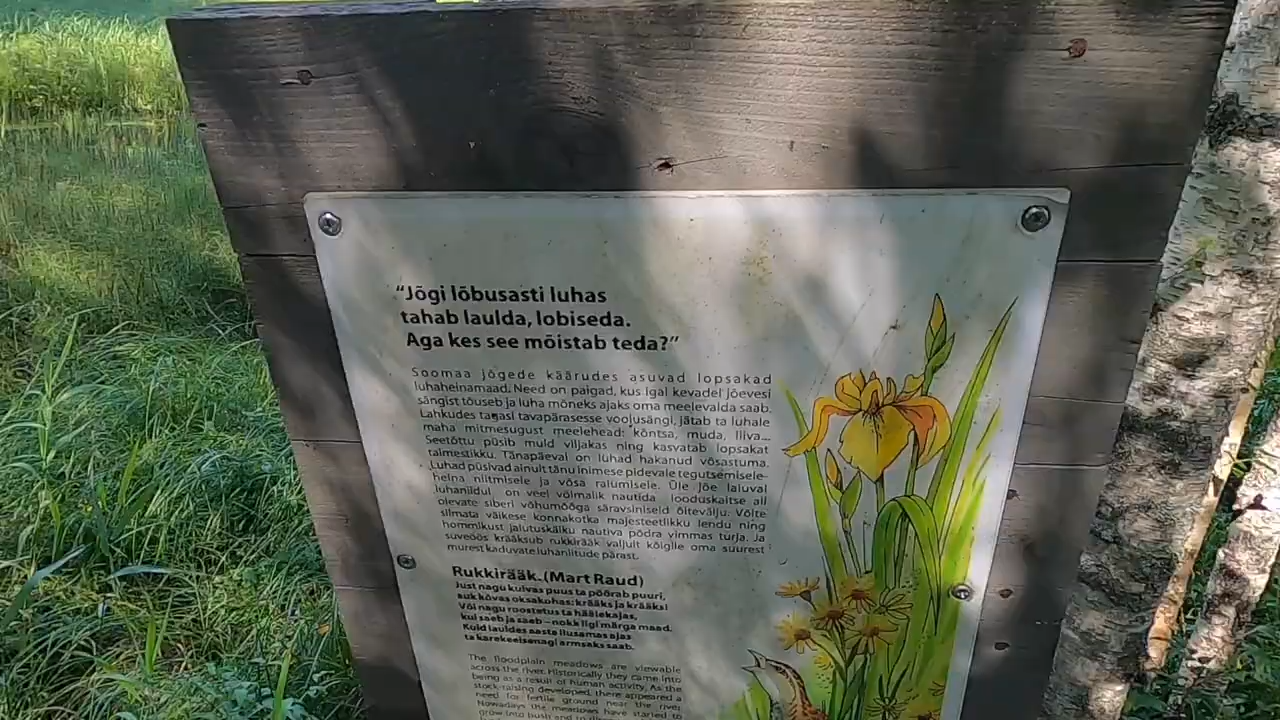 “Jõgi lõbusasti luhas
tahab laulda, lobiseda.
Aga kes see mõistab teda?”
Soomaa jõgede käärudes asuvad lopsakad
luhaheinamaad. Need on paigad, kus igal kevadel jõevesi
sängist tõuseb ja luha mõneks ajaks oma meelevalda saab.
Lahkudes tagasi tavapärasesse voolusängi, jätab ta luhale
maha mitmesugust meelehead: kõntsa, muda, liiva...
Seetõttu püsib muld viljakas ning kasvatab lopsakat
taimestikku. Tänapäeval on luhad hakanud võsastuma.
Luhad püsivad ainult tänu inimese pidevale tegutsemisele-
heina niitmisele ja võsa raiumisele. Üle jõe laiuval
luhaniidul on veel võimalik nautida looduskaitse all
olevate siberi võhumõõga säravsiniseid õitevälju. Võite
silmata väikese konnakotka majesteetlikku lendu ning
hommikust jalutuskäiku nautiva põdra vimmas turja. Ja
suveöös krääksub rukkirääk valjult kõigile oma suurest
murest kaduvate luhaniitude pärast.
Rukkirääk. (Mart Raud)
Just nagu kuivas puus ta pöörab puuri,
auk kõvas oksakohas: krääks ja krääks!
Või nagu roostetus ta häälekajas,
kui saeb ja saeb – nokk ligi märga maad.
Kuid lauldes aasta ilusamas ajas
ta karekeelsenagi armsaks saab.
The floodplain meadows are viewable
across the river. Historically they came into
being as a result of human activity. As the
stock-raising developed, there appeared a
need for fertile ground near the river.
Nowadays the meadows have started to
grow into bush and